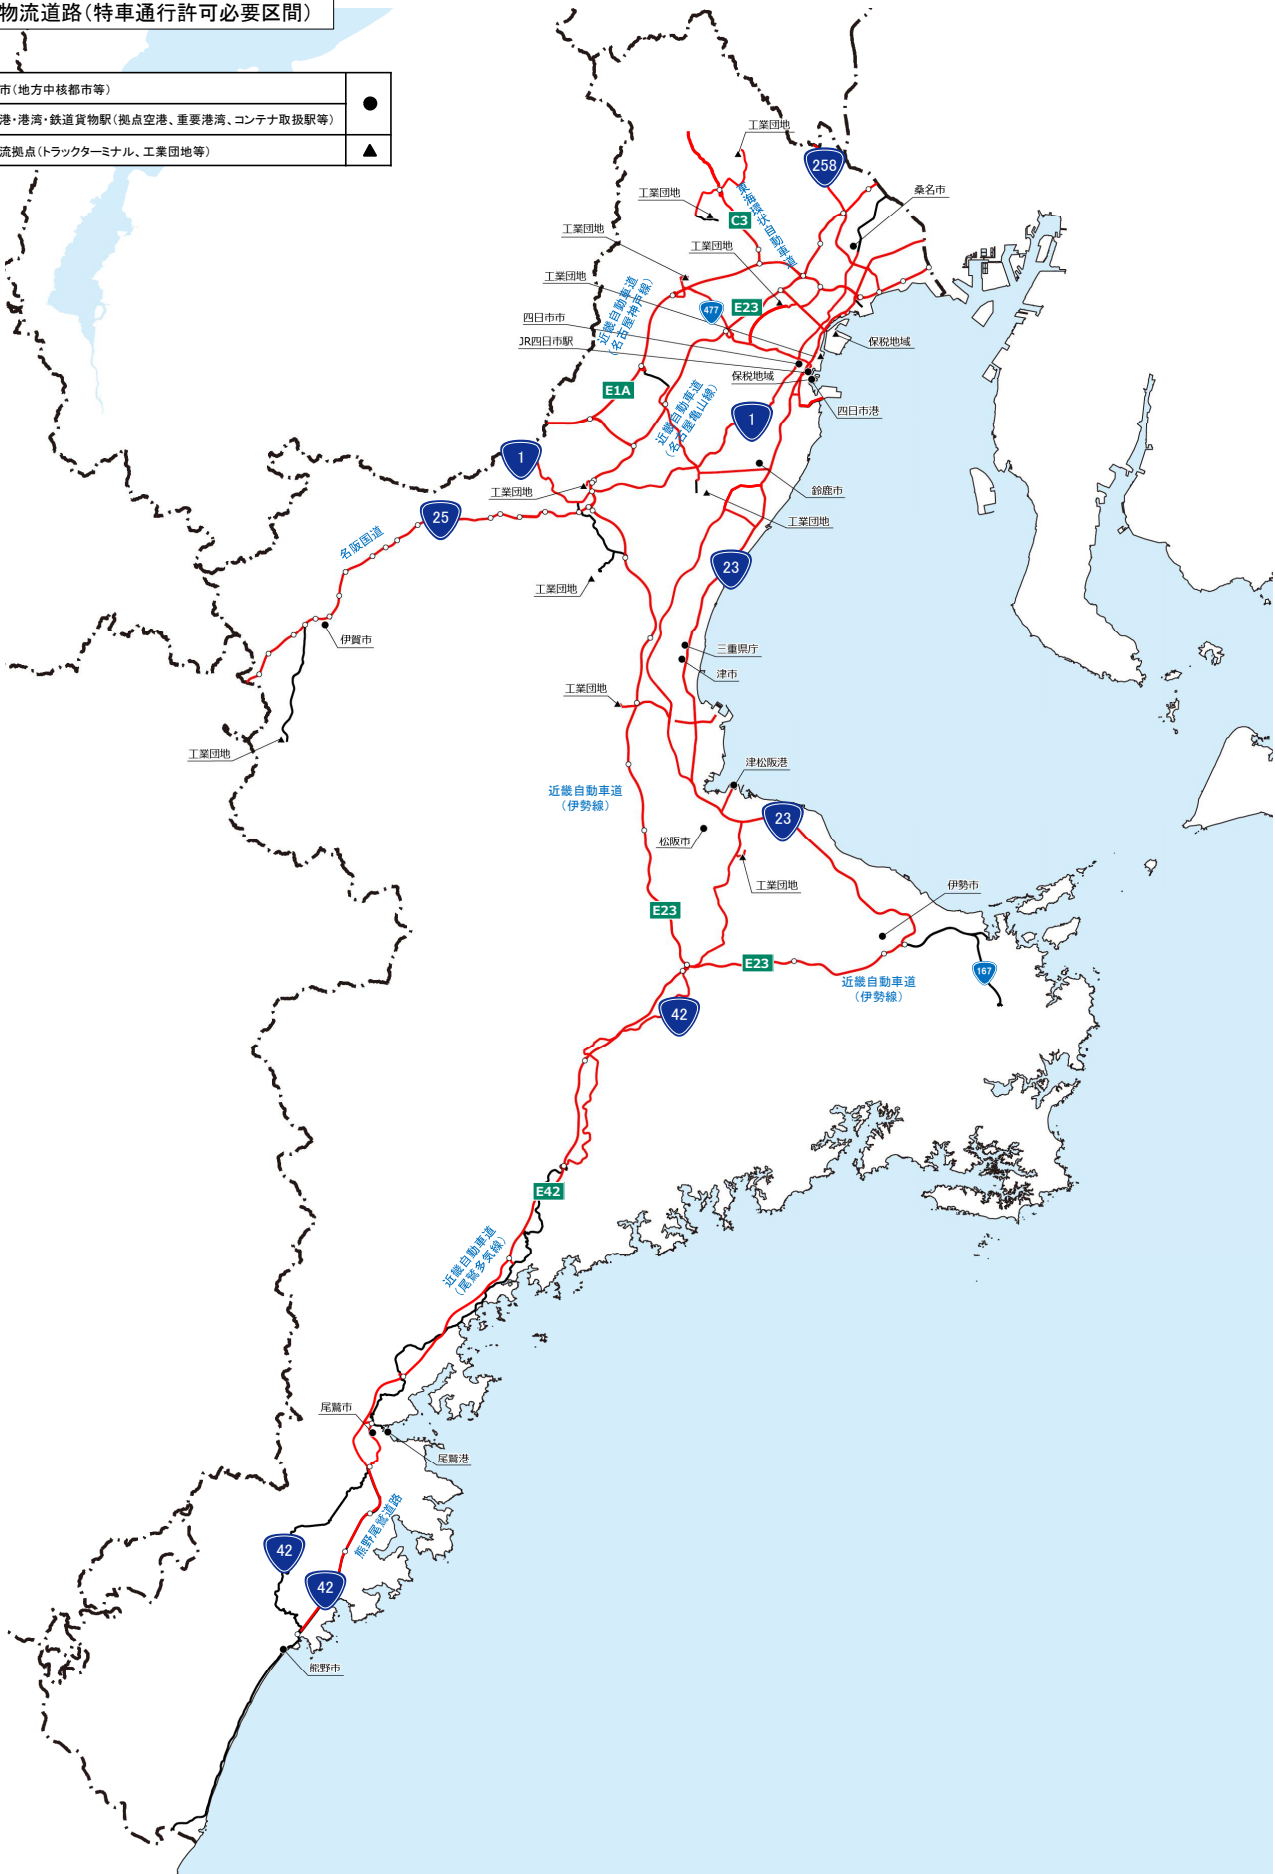 物流道路(特車通行許可必要区間)
市(地方中核都市等)
●
港・港湾・鉄道貨物駅(拠点空港、重要港湾、コンテナ取扱駅等)
流拠点(トラックターミナル、工業団地等)
▲
工業団地
258
工業団地
東海環状自動車道
桑名市
C3
工業団地
工業団地
工業団地
近畿自動車道
(名古屋神戸線)
477
E23
四日市市
JR四日市駅
保税地域
保税地域
E1A
近畿自動車道
(名古屋亀山線)
1
四日市港
1
工業団地
鈴鹿市
25
工業団地
名阪国道
23
工業団地
伊賀市
三重県庁
津市
工業団地
工業団地
津松阪港
近畿自動車道
(伊勢線)
23
松阪市
工業団地
伊勢市
E23
E23
167
近畿自動車道
(伊勢線)
42
E42
近畿自動車道
(尾鷲多気線)
尾鷲市
尾鷲港
熊野尾鷲道路
42
42
熊野市